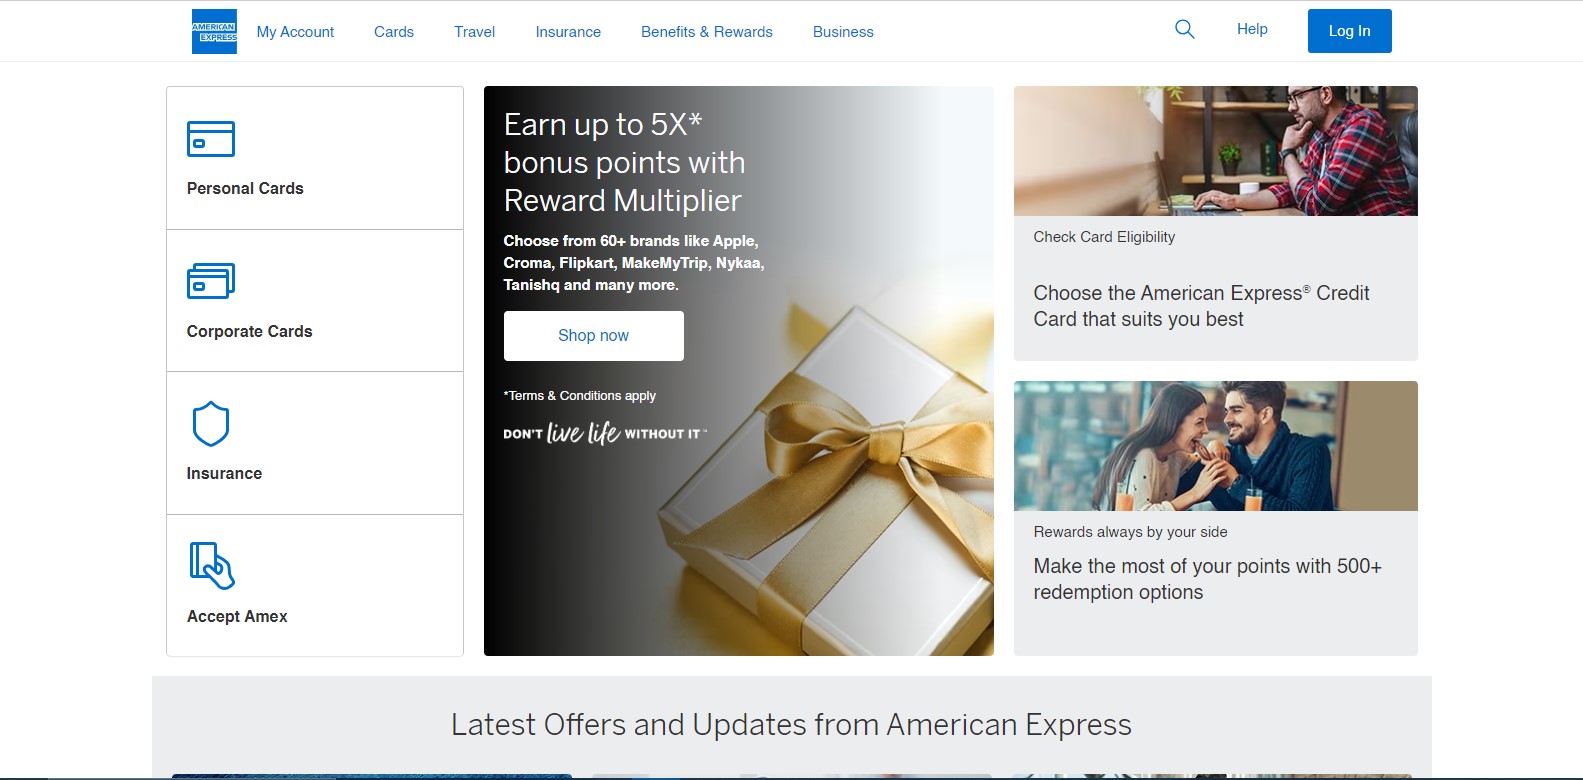 AMERICAN
EXPRESS
My Account
Cards
Travel
Insurance
Benefits & Rewards
Business
Help
Log In
Personal Cards
Corporate Cards
Insurance
Accept Amex
Earn up to 5X*
bonus points with
Reward Multiplier
Choose from 60+ brands like Apple,
Croma, Flipkart, MakeMyTrip, Nykaa,
Tanishq and many more.
Shop now
*Terms & Conditions apply
DON'T live life WITHOUT IT™
Check Card Eligibility
Choose the American Express® Credit
Card that suits you best
Rewards always by your side
Make the most of your points with 500+
redemption options
Latest Offers and Updates from American Express